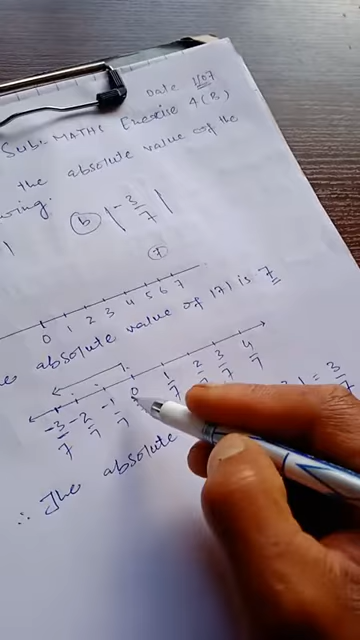 Date 1107
Sub:- MATHS Exercise 4(B)
the absolute value of the
wing.
(b) |-3/7|
7
0 1 2 3 4 5 6 7
absolute value of |7| is 7
-3/7 -2/7 -1/7 0 1/7 2/7 3/7 4/7
= 3/7
∴ The absolute